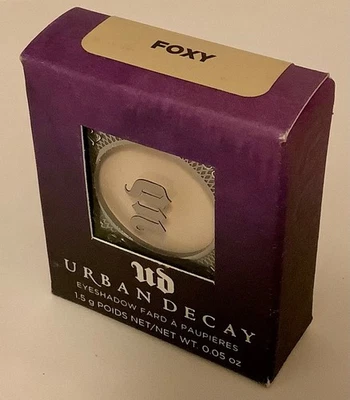 FOXY
UD
URBAN DECAY
EYESHADOW FARD À PAUPIERES
1.5 g POIDS NET/NET WT. 0.05 oz